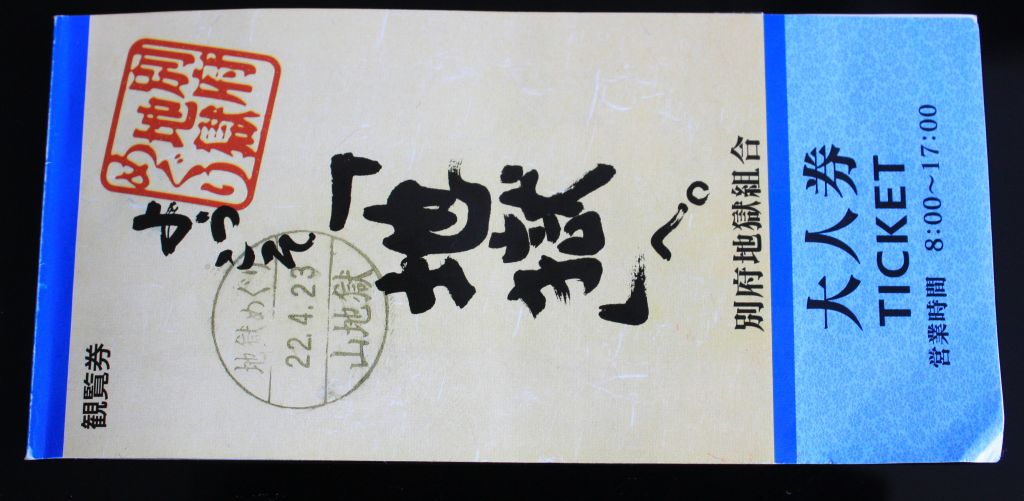 観覧券
別府
地獄
めぐり
ようこそ
「地獄」へ。
地獄めぐり
22.4.23
山地獄
別府地獄組合
大人券
TICKET
営業時間 8:00～17:00